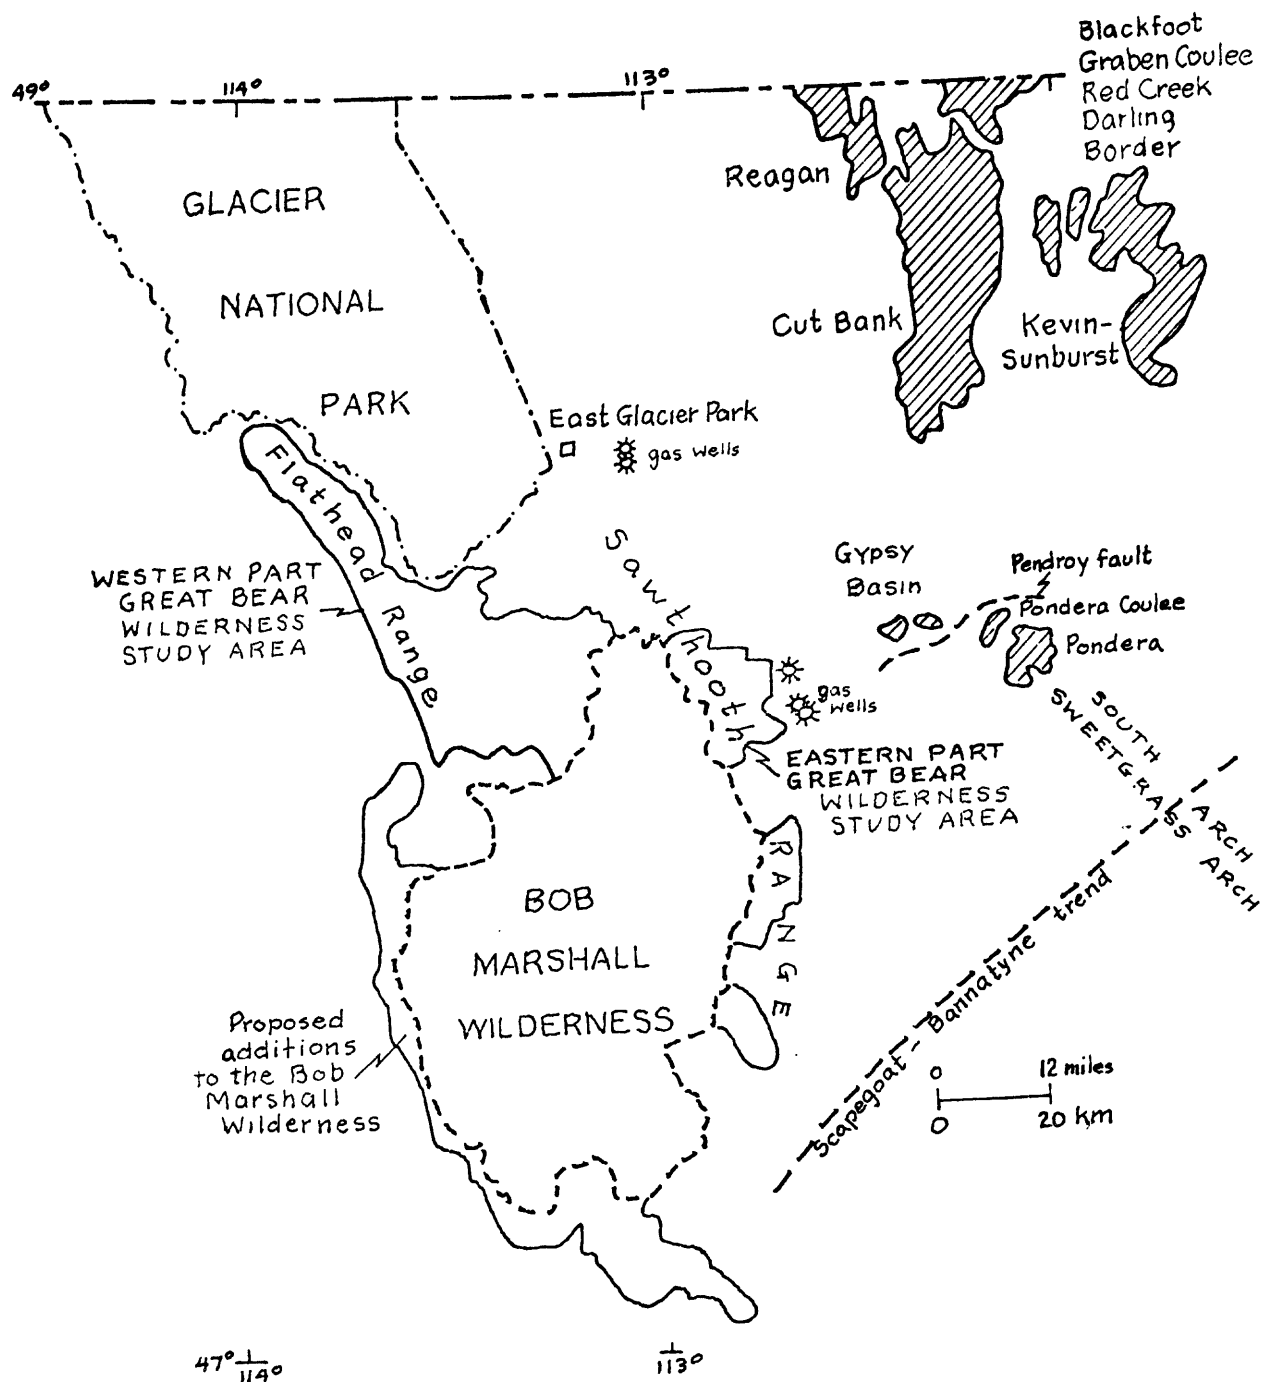 49°
114°
113°
Blackfoot
Graben Coulee
Red Creek
Darling
Border
Reagan
GLACIER
NATIONAL
PARK
Cut Bank
Kevin-
Sunburst
East Glacier Park
gas wells
Flathead Range
WESTERN PART
GREAT BEAR
WILDERNESS
STUDY AREA
Sawthooth
RANGE
Gypsy
Basin
Pendroy fault
Pondera Coulee
Pondera
gas
wells
EASTERN PART
GREAT BEAR
WILDERNESS
STUDY AREA
SOUTH ARCH
SWEETGRASS ARCH
BOB
MARSHALL
WILDERNESS
Proposed
additions
to the Bob
Marshall
Wilderness
Scapegoat - Bannatyne trend
0 12 miles
0 20 km
47°
114°
113°